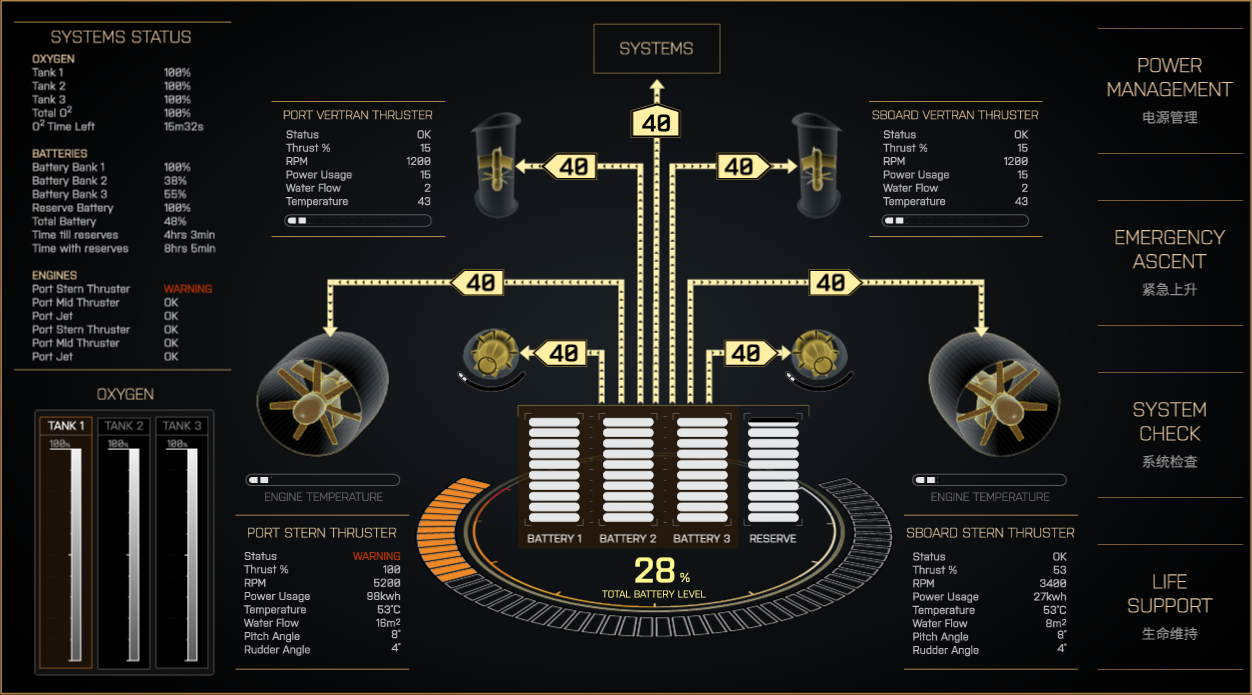 SYSTEMS STATUS
OXYGEN
Tank 1 100%
Tank 2 100%
Tank 3 100%
Total O² 100%
O² Time Left 15m32s
BATTERIES
Battery Bank 1 100%
Battery Bank 2 38%
Battery Bank 3 55%
Reserve Battery 100%
Total Battery 48%
Time till reserves 4hrs 3min
Time with reserves 8hrs 5min
ENGINES
Port Stern Thruster WARNING
Port Mid Thruster OK
Port Jet OK
Port Stern Thruster OK
Port Mid Thruster OK
Port Jet OK
OXYGEN
TANK 1 TANK 2 TANK 3
100% 100% 100%
SYSTEMS
40
40 40
40 40
40 40
PORT VERTRAN THRUSTER
Status OK
Thrust % 15
RPM 1200
Power Usage 15
Water Flow 2
Temperature 43
SBOARD VERTRAN THRUSTER
Status OK
Thrust % 15
RPM 1200
Power Usage 15
Water Flow 2
Temperature 43
ENGINE TEMPERATURE
PORT STERN THRUSTER
Status WARNING
Thrust % 100
RPM 5200
Power Usage 98kwh
Temperature 53°C
Water Flow 16m²
Pitch Angle 8°
Rudder Angle 4°
BATTERY 1 BATTERY 2 BATTERY 3 RESERVE
28 %
TOTAL BATTERY LEVEL
ENGINE TEMPERATURE
SBOARD STERN THRUSTER
Status OK
Thrust % 53
RPM 3400
Power Usage 27kwh
Temperature 53°C
Water Flow 8m²
Pitch Angle 8°
Rudder Angle 4°
POWER
MANAGEMENT
电源管理
EMERGENCY
ASCENT
紧急上升
SYSTEM
CHECK
系统检查
LIFE
SUPPORT
生命维持